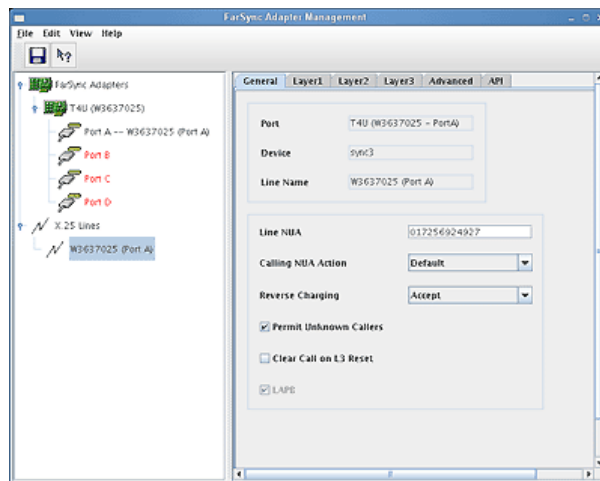 FarSync Adapter Management
File Edit View Help
FarSync Adapters
T4U (W3637025)
Port A -- W3637025 (Port A)
Port B
Port C
Port D
X.25 Lines
W3637025 (Port A)
General Layer1 Layer2 Layer3 Advanced API
Port T4U (W3637025 - PortA)
Device sync3
Line Name W3637025 (Port A)
Line NUA 017256924927
Calling NUA Action Default
Reverse Charging Accept
Permit Unknown Callers
Clear Call on L3 Reset
LAPB